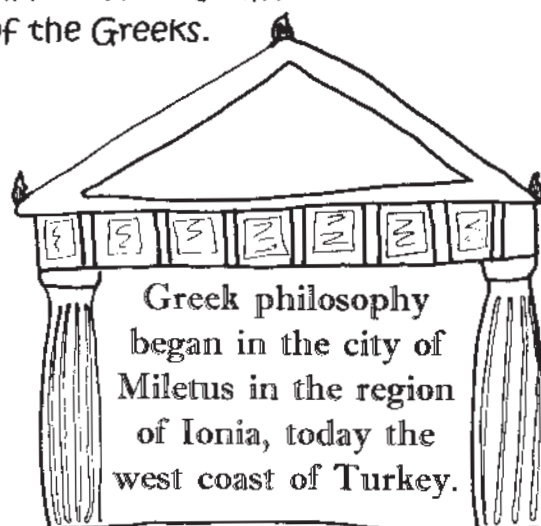 of the Greeks.
Greek philosophy
began in the city of
Miletus in the region
of Ionia, today the
west coast of Turkey.